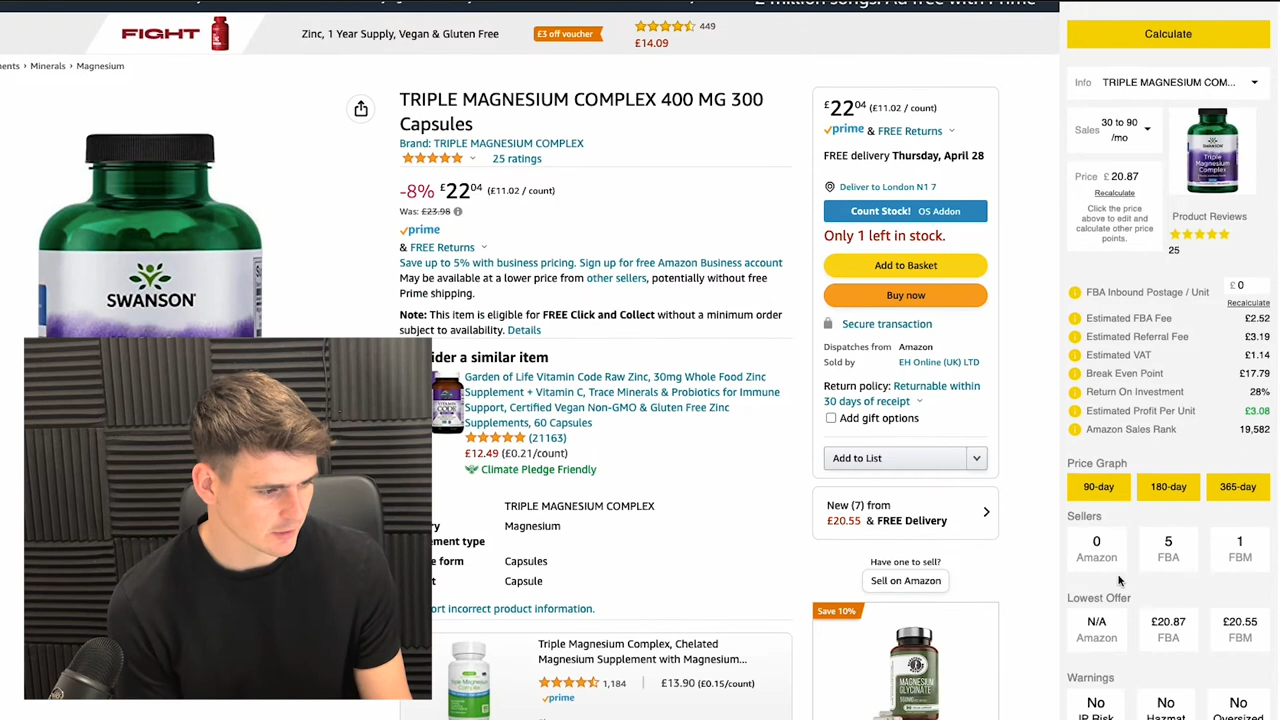 FIGHT
Zinc, 1 Year Supply, Vegan & Gluten Free
£3 off voucher
449
£14.09
Minerals › Magnesium
TRIPLE MAGNESIUM COMPLEX 400 MG 300
Capsules
Brand: TRIPLE MAGNESIUM COMPLEX
25 ratings
-8% £22.04 (£11.02 / count)
Was: £23.98
prime
& FREE Returns
Save up to 5% with business pricing. Sign up for free Amazon Business account
May be available at a lower price from other sellers, potentially without free
Prime shipping.
Note: This item is eligible for FREE Click and Collect without a minimum order
subject to availability. Details
SWANSON
ider a similar item
Garden of Life Vitamin Code Raw Zinc, 30mg Whole Food Zinc
Supplement + Vitamin C, Trace Minerals & Probiotics for Immune
Support, Certified Vegan Non-GMO & Gluten Free Zinc
Supplements, 60 Capsules
(21163)
£12.49 (£0.21/count)
Climate Pledge Friendly
TRIPLE MAGNESIUM COMPLEX
Magnesium
ement type
e form Capsules
Capsule
ort incorrect product information.
Triple Magnesium Complex, Chelated
Magnesium Supplement with Magnesium...
1,184 £13.90 (£0.15/count)
prime
£22.04 (£11.02 / count)
prime & FREE Returns
FREE delivery Thursday, April 28
Deliver to London N1 7
Count Stock! OS Addon
Only 1 left in stock.
Add to Basket
Buy now
Secure transaction
Dispatches from Amazon
Sold by EH Online (UK) LTD
Return policy: Returnable within
30 days of receipt
Add gift options
Add to List
New (7) from
£20.55 & FREE Delivery
Have one to sell?
Sell on Amazon
Save 10%
Calculate
Info TRIPLE MAGNESIUM COM...
Sales 30 to 90
/mo
Price £ 20.87
Recalculate
Click the price
above to edit and
calculate other price
points.
Product Reviews
25
FBA Inbound Postage / Unit £ 0
Recalculate
Estimated FBA Fee £2.52
Estimated Referral Fee £3.19
Estimated VAT £1.14
Break Even Point £17.79
Return On Investment 28%
Estimated Profit Per Unit £3.08
Amazon Sales Rank 19,582
Price Graph
90-day 180-day 365-day
Sellers
0 5 1
Amazon FBA FBM
Lowest Offer
N/A £20.87 £20.55
Amazon FBA FBM
Warnings
No No No
IP Risk Hazmat Oversized